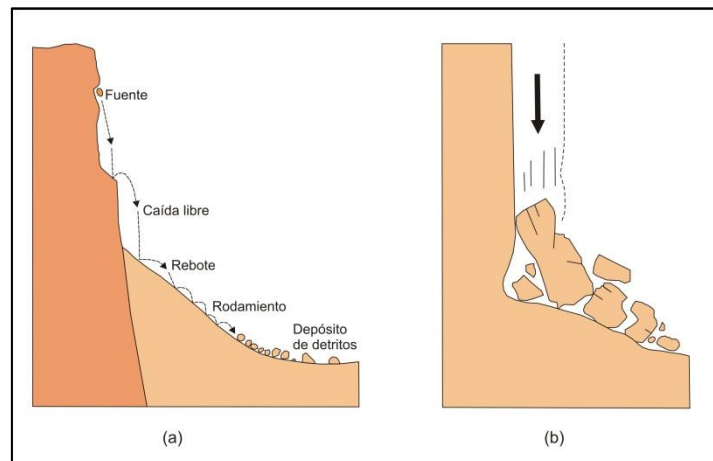 Fuente
Caída libre
Rebote
Rodamiento
Depósito
de detritos
(a)
(b)